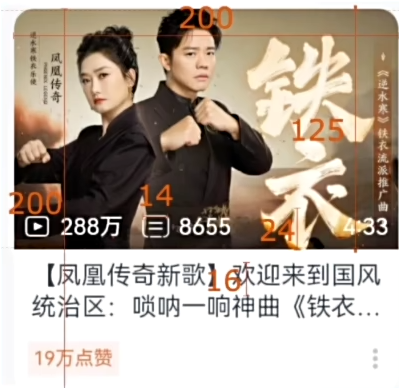 200
逆水寒铁衣乐使
凤凰传奇
铁衣
《逆水寒》铁衣流派推广曲
125
200
14
24
288万
8655
4:33
16
【凤凰传奇新歌】欢迎来到国风
统治区：唢呐一响神曲《铁衣...
19万点赞